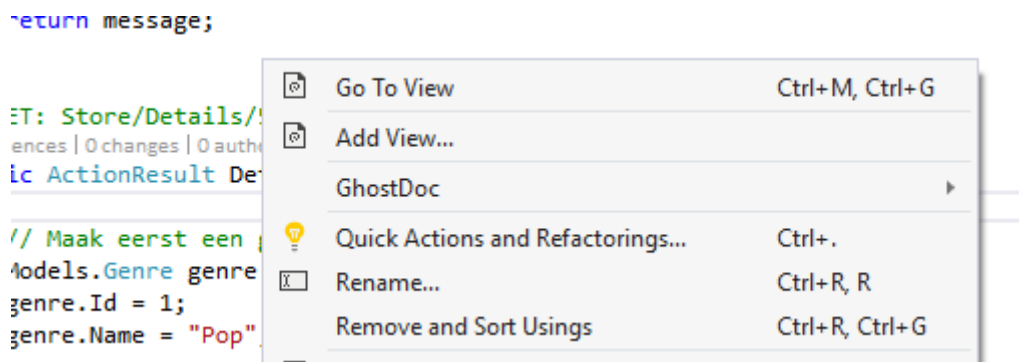 return message;
Go To View Ctrl+M, Ctrl+G
ET: Store/Details/
ences | 0 changes | 0
Add View...
ic ActionResult
GhostDoc
// Maak eerst een
Quick Actions and Refactorings... Ctrl+.
Models.Genre genre
Rename... Ctrl+R, R
genre.Id = 1;
genre.Name = "Pop"
Remove and Sort Usings Ctrl+R, Ctrl+G